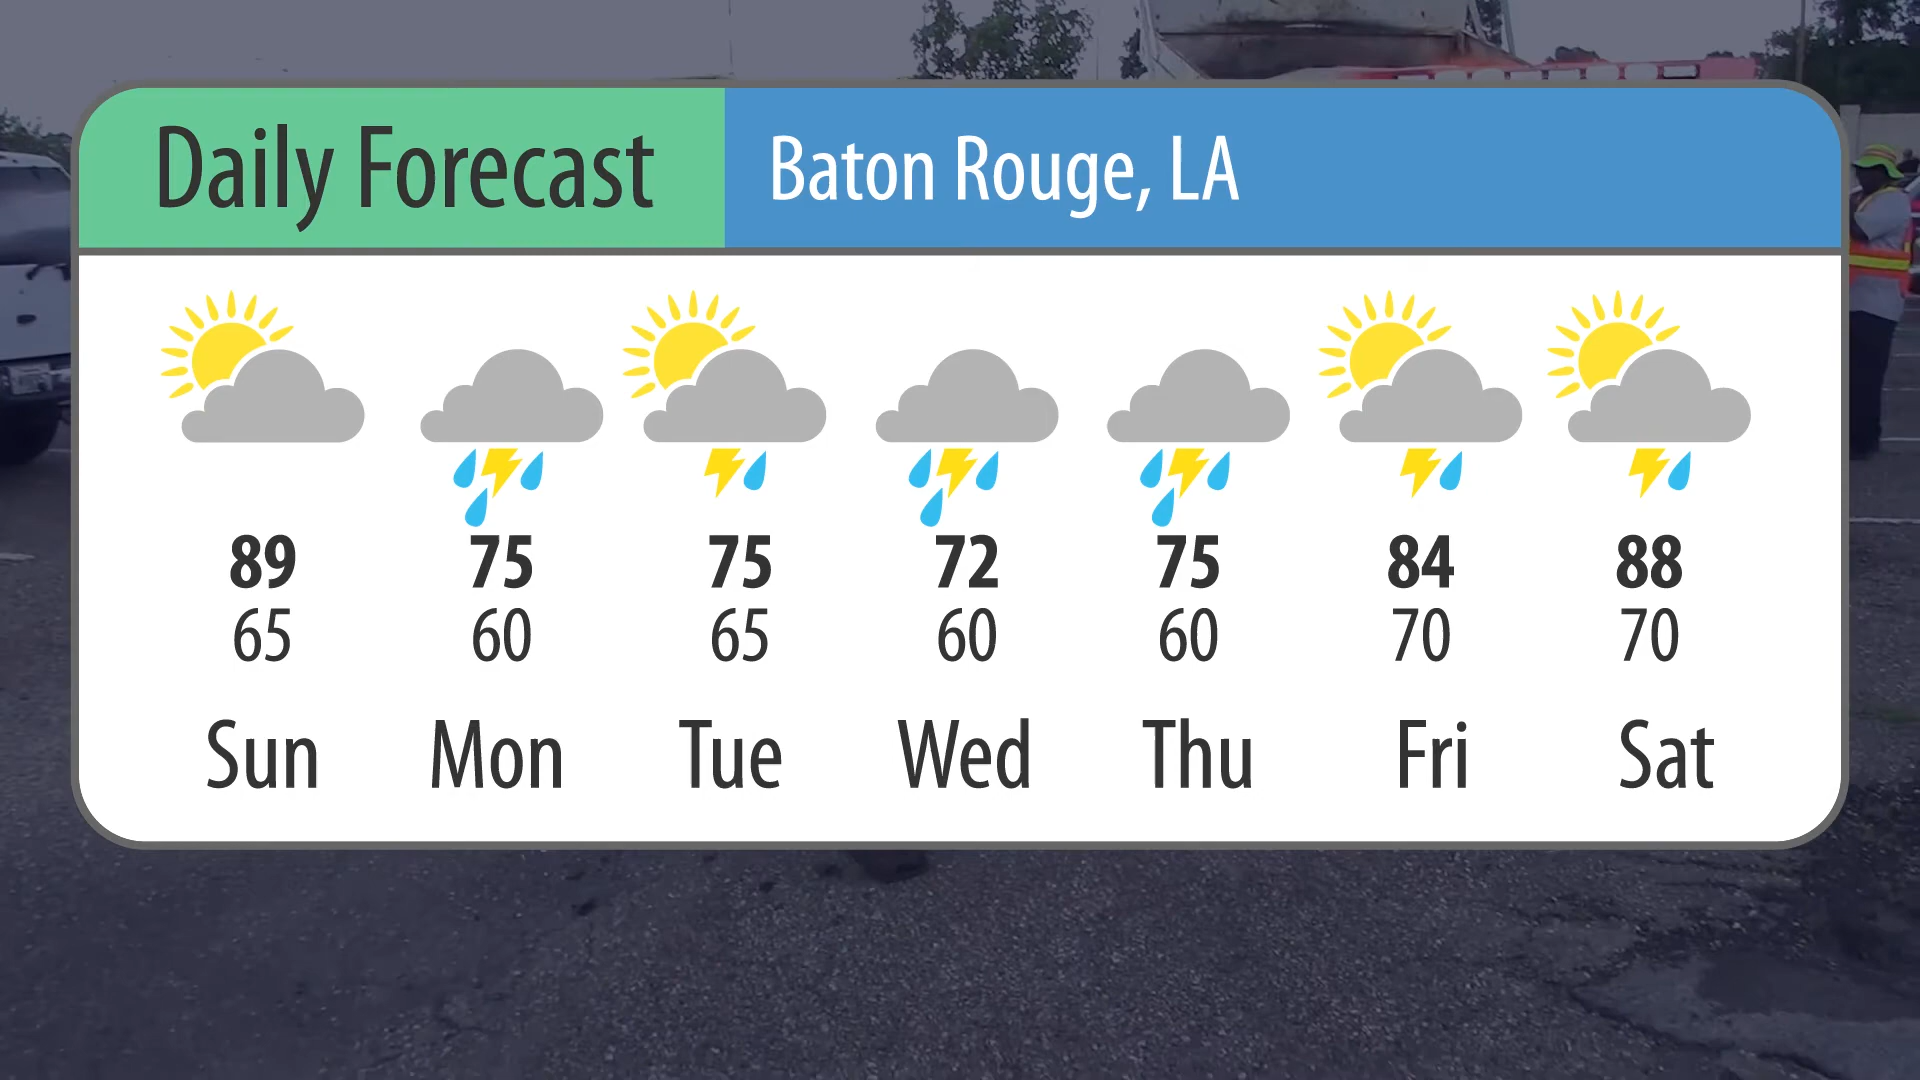 Daily Forecast
Baton Rouge, LA
89 75 75 72 75 84 88
65 60 65 60 60 70 70
Sun Mon Tue Wed Thu Fri Sat